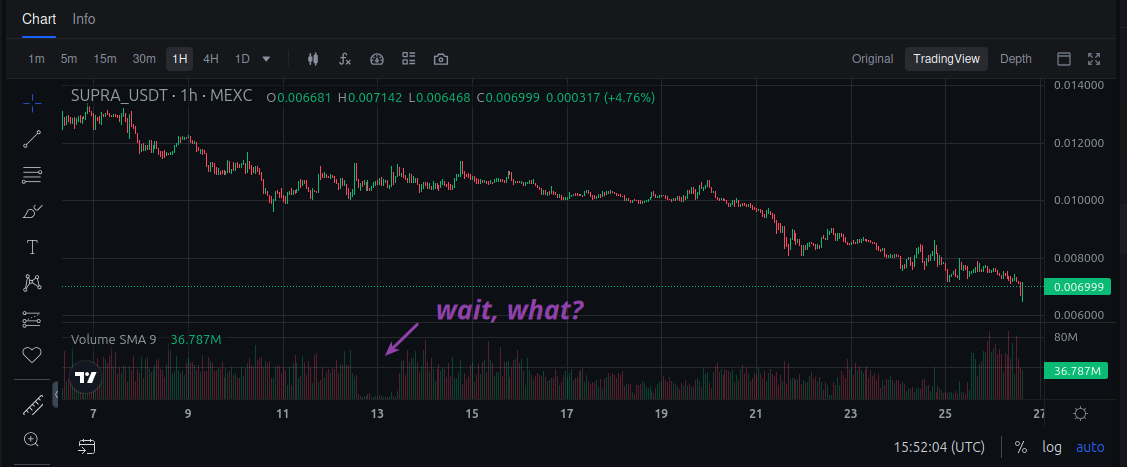 Chart Info
1m 5m 15m 30m 1H 4H 1D Original TradingView Depth
SUPRA_USDT · 1h · MEXC O0.006681 H0.007142 L0.006468 C0.006999 0.000317 (+4.76%)
0.014000
0.012000
0.010000
0.008000
0.006999
0.006000
wait, what?
Volume SMA 9 36.787M
80M
36.787M
7 9 11 13 15 17 19 21 23 25 27
15:52:04 (UTC) % log auto